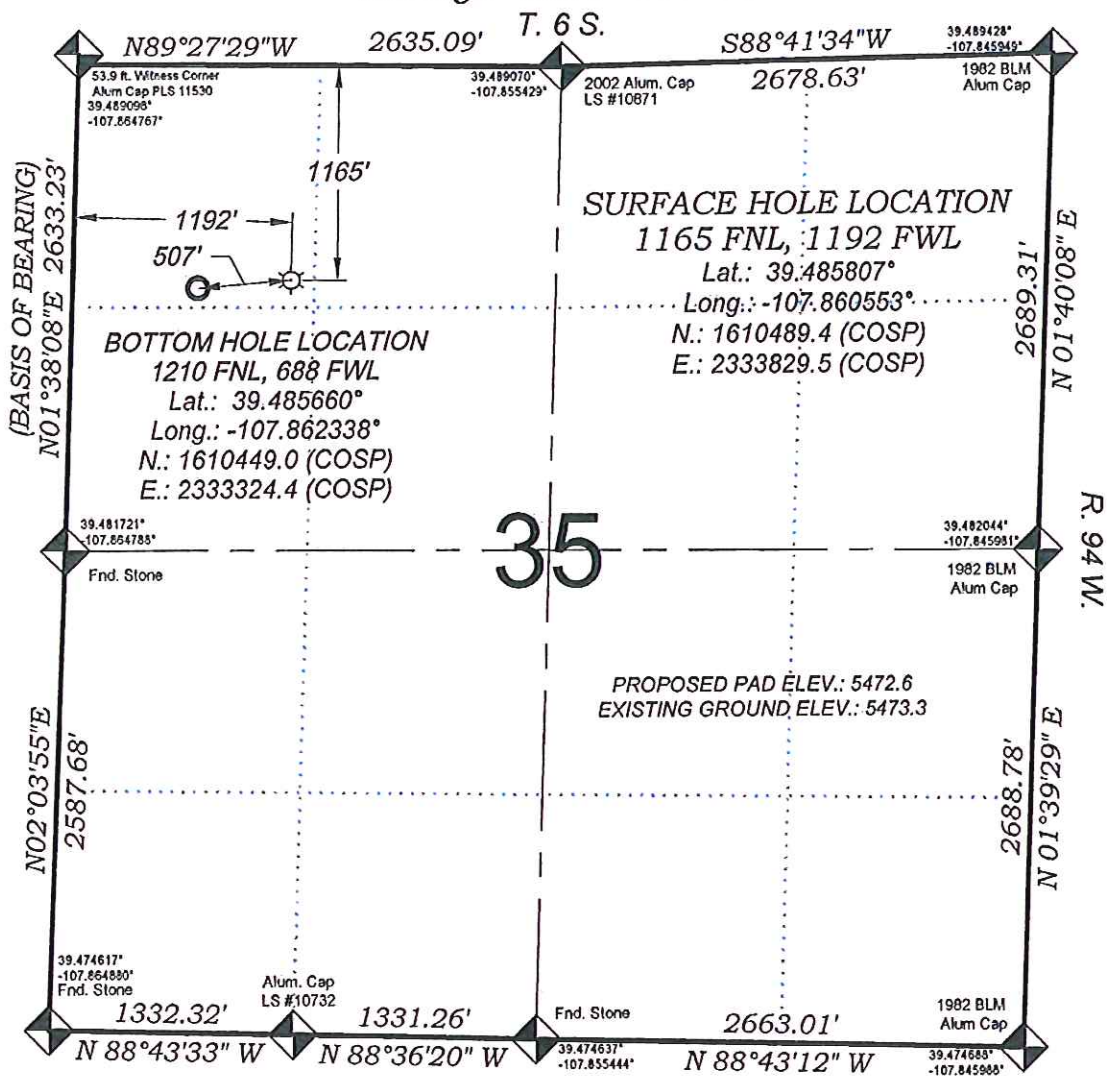 T. 6 S.
N89°27'29"W 2635.09'
S88°41'34"W
2678.63'
39.489428°
-107.845949°
1982 BLM
Alum Cap
53.9 ft. Witness Corner
Alum Cap PLS 11530
39.489098°
-107.864767°
39.489070°
-107.855429°
2002 Alum. Cap
LS #10871
(BASIS OF BEARING)
N01°38'08"E 2633.23'
1165'
1192'
507'
SURFACE HOLE LOCATION
1165 FNL, 1192 FWL
Lat.: 39.485807°
Long.: -107.860553°
N.: 1610489.4 (COSP)
E.: 2333829.5 (COSP)
2689.31'
N 01°40'08" E
BOTTOM HOLE LOCATION
1210 FNL, 688 FWL
Lat.: 39.485660°
Long.: -107.862338°
N.: 1610449.0 (COSP)
E.: 2333324.4 (COSP)
R. 94 W.
39.481721°
-107.864788°
Fnd. Stone
35
39.482044°
-107.845981°
1982 BLM
Alum Cap
PROPOSED PAD ELEV.: 5472.6
EXISTING GROUND ELEV.: 5473.3
N02°03'55"E
2587.68'
2688.78'
N 01°39'29" E
39.474617°
-107.864880°
Fnd. Stone
Alum. Cap
LS #10732
Fnd. Stone
1982 BLM
Alum Cap
1332.32'
1331.26'
2663.01'
N 88°43'33" W
N 88°36'20" W
39.474637°
-107.855444°
N 88°43'12" W
39.474688°
-107.845988°